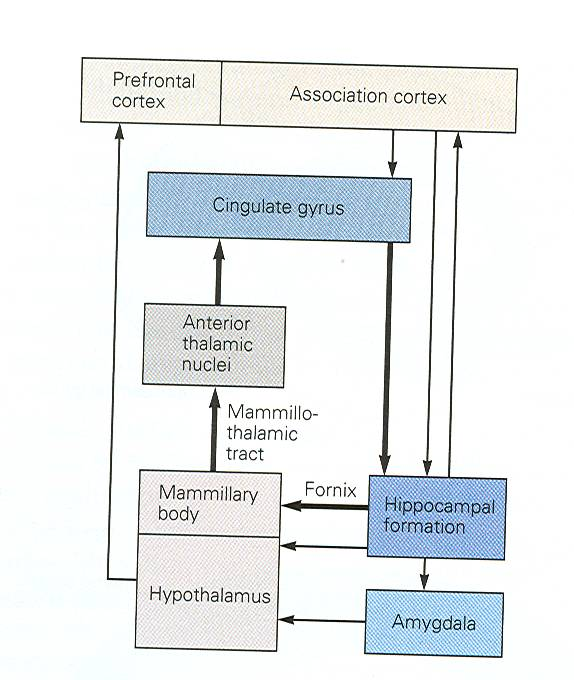 Prefrontal
cortex
Association cortex
Cingulate gyrus
Anterior
thalamic
nuclei
Mammillo-
thalamic
tract
Mammillary
body
Fornix
Hippocampal
formation
Hypothalamus
Amygdala